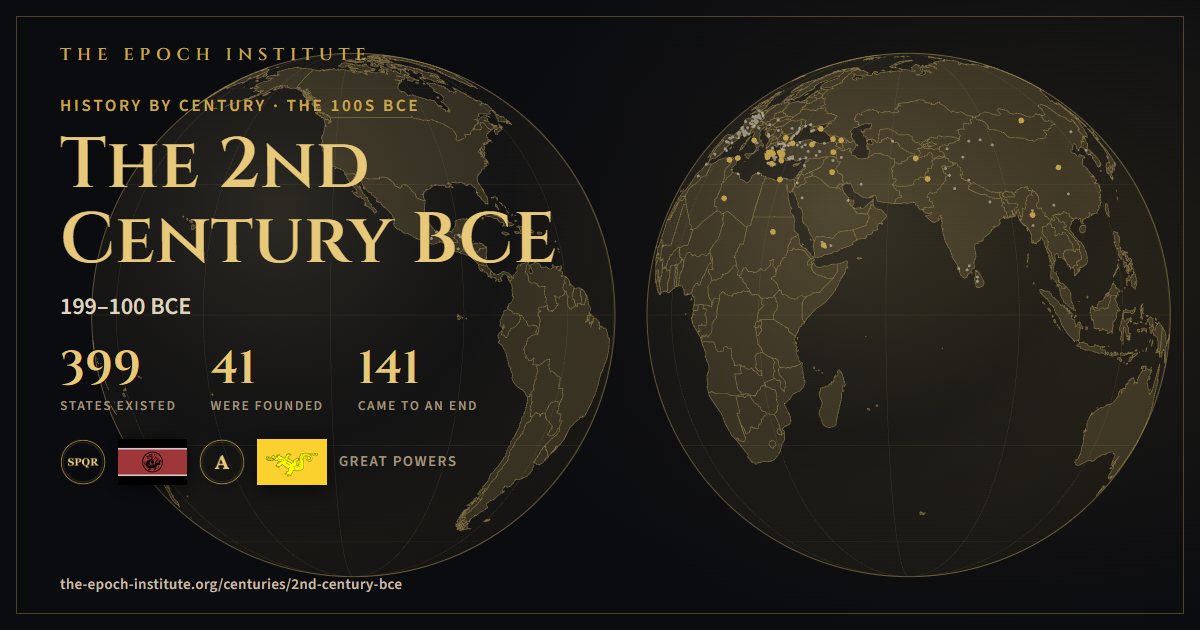 THE EPOCH INSTITUTE
HISTORY BY CENTURY · THE 100S BCE
THE 2ND
CENTURY BCE
199–100 BCE
399
STATES EXISTED
41
WERE FOUNDED
141
CAME TO AN END
SPQR
A
GREAT POWERS
the-epoch-institute.org/centuries/2nd-century-bce